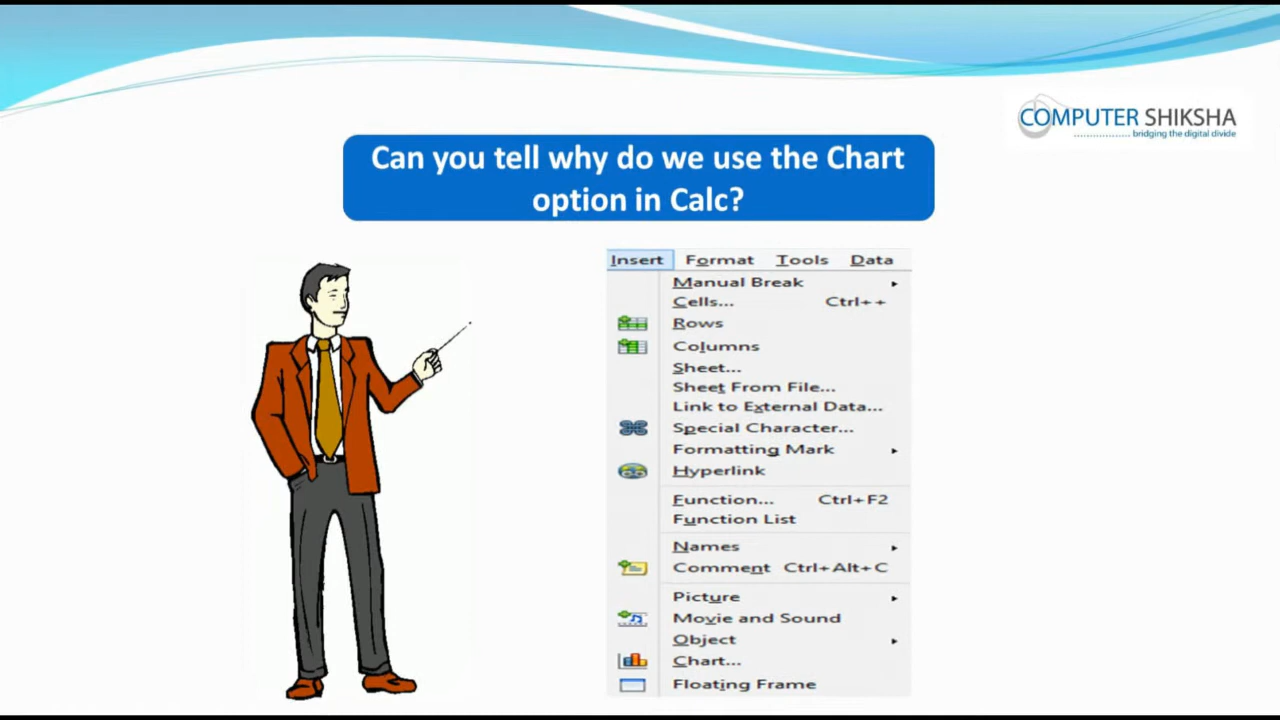 COMPUTER SHIKSHA
bridging the digital divide
Can you tell why do we use the Chart
option in Calc?
Insert Format Tools Data
Manual Break
Cells... Ctrl++
Rows
Columns
Sheet...
Sheet From File...
Link to External Data...
Special Character...
Formatting Mark
Hyperlink
Function... Ctrl+F2
Function List
Names
Comment Ctrl+Alt+C
Picture
Movie and Sound
Object
Chart...
Floating Frame